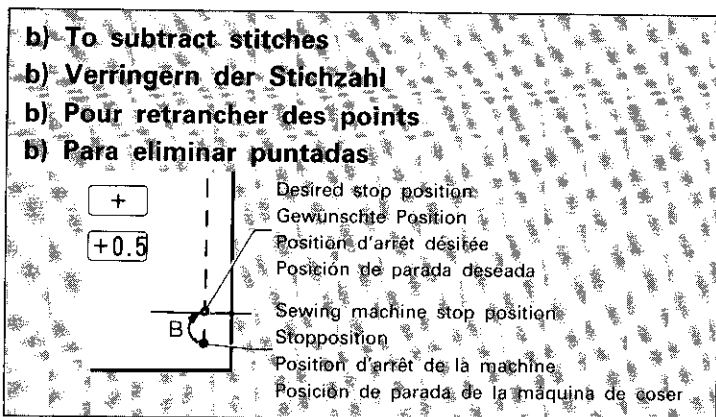 b) To subtract stitches
b) Verringern der Stichzahl
b) Pour retrancher des points
b) Para eliminar puntadas
+
+0.5
B
Desired stop position
Gewünschte Position
Position d'arrêt désirée
Posición de parada deseada
Sewing machine stop position
Stopposition
Position d'arrêt de la machine
Posición de parada de la máquina de coser